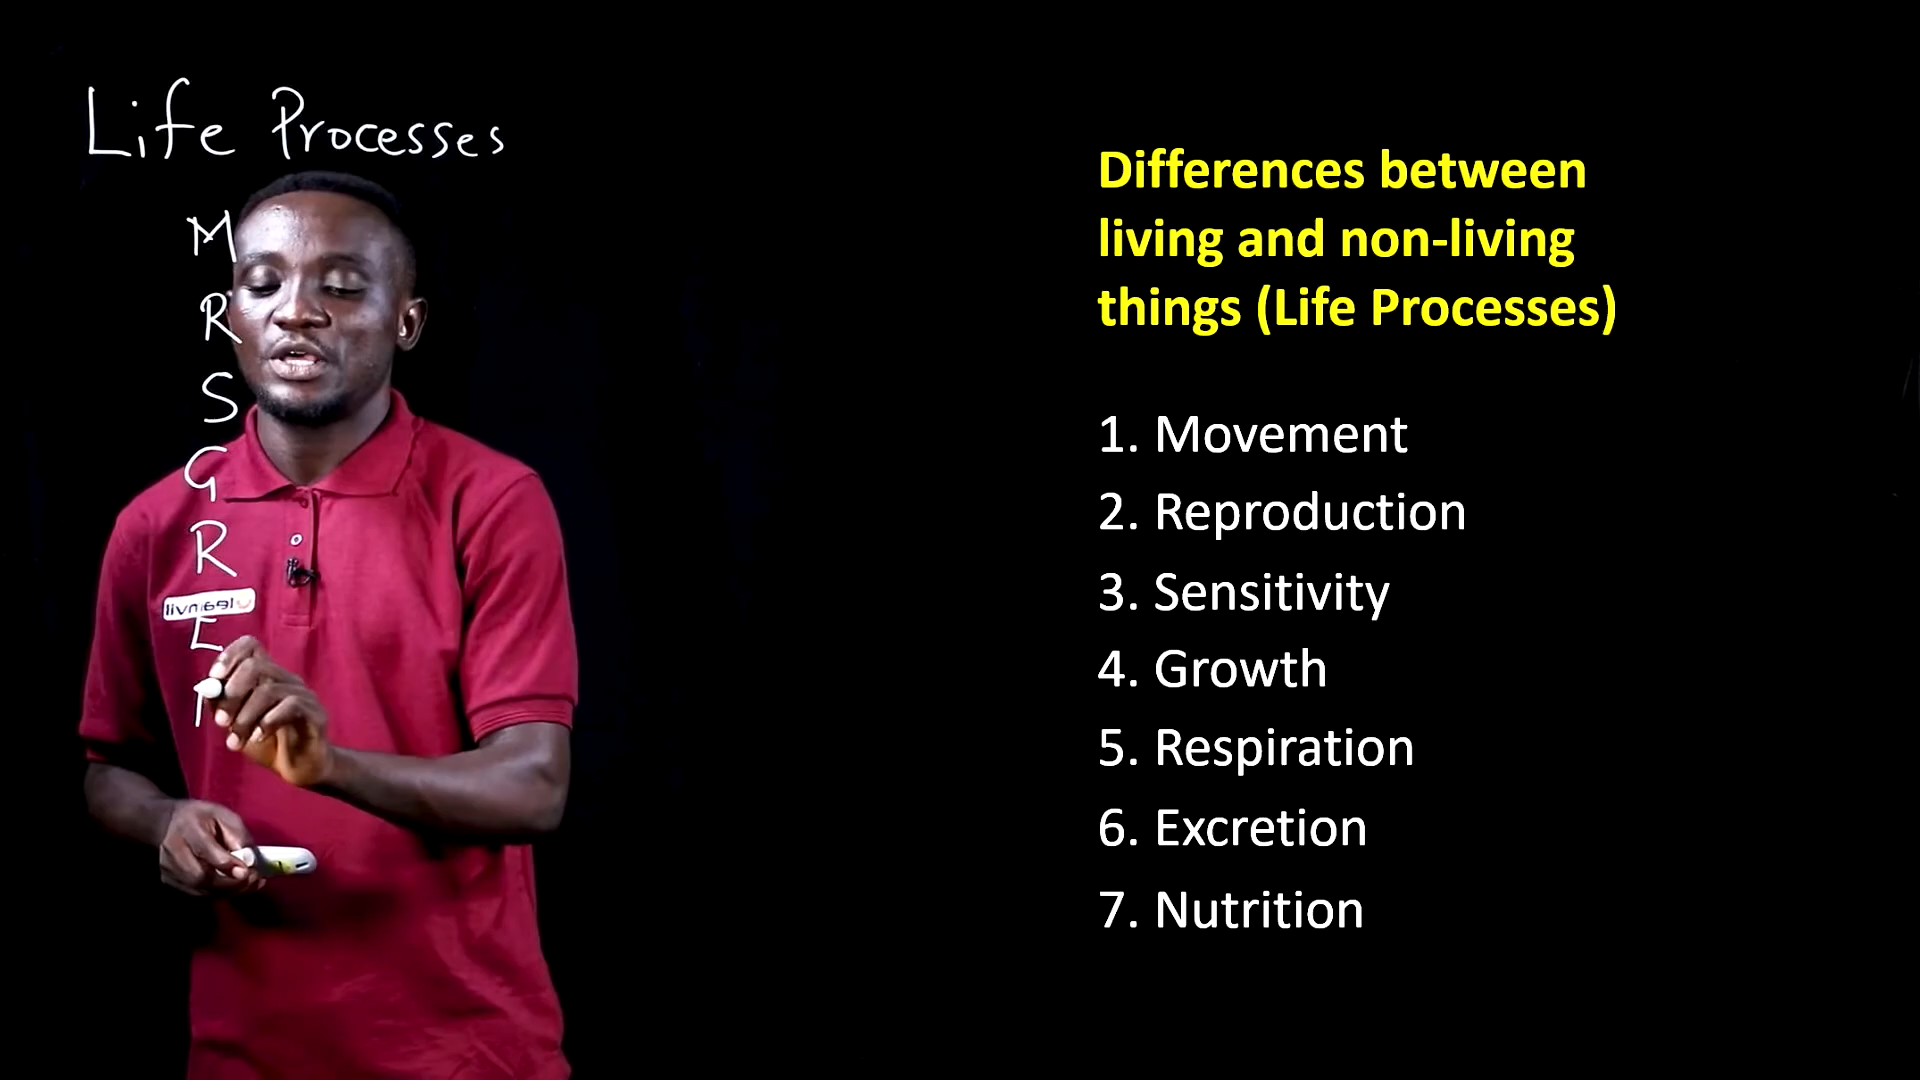 Life Processes
M
R
S
G
R
E
Differences between
living and non-living
things (Life Processes)
1. Movement
2. Reproduction
3. Sensitivity
4. Growth
5. Respiration
6. Excretion
7. Nutrition